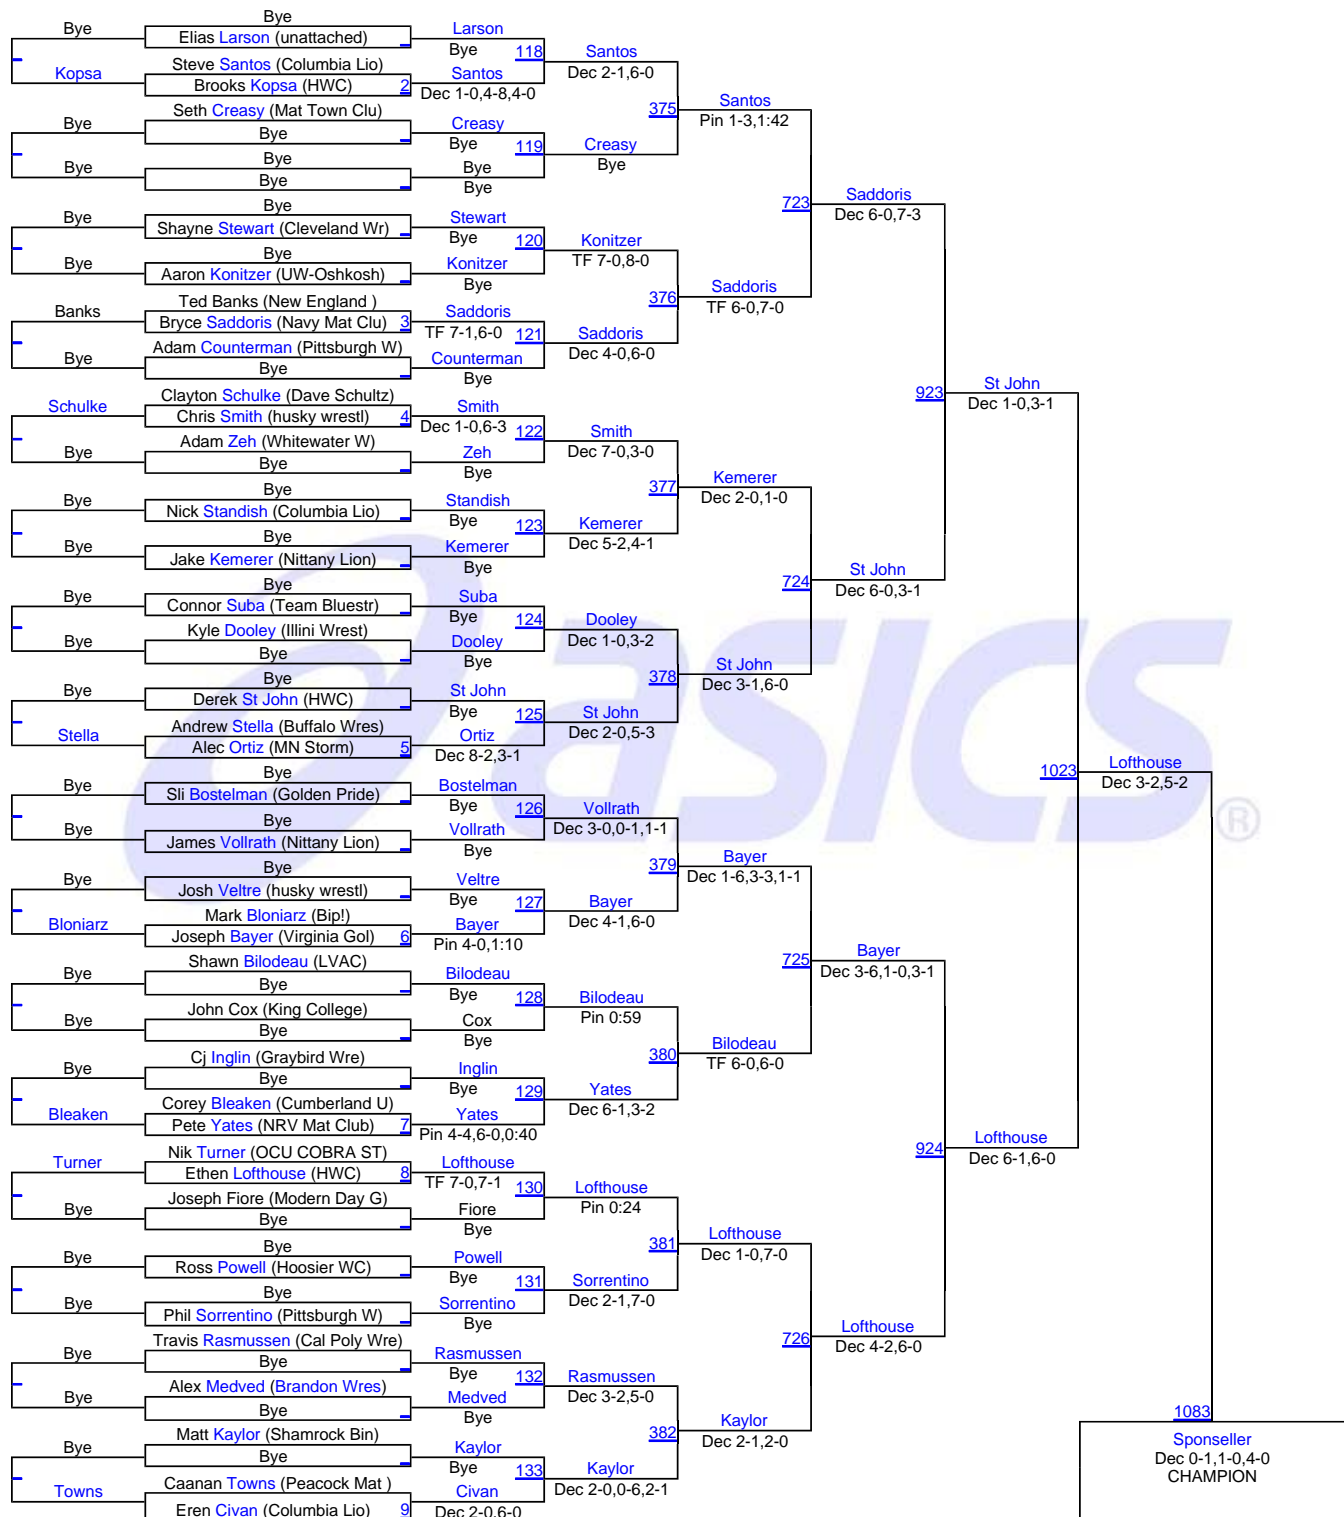 Bye
Bye
Elias Larson (unattached)
Larson
Bye
118
Santos
Dec 2-1,6-0
Steve Santos (Columbia Lio)
Kopsa
Brooks Kopsa (HWC)
2
Santos
Dec 1-0,4-8,4-0
375
Santos
Pin 1-3,1:42
Seth Creasy (Mat Town Clu)
Bye
Bye
Creasy
Bye
119
Creasy
Bye
Bye
Bye
Bye
Bye
Bye
723
Saddoris
Dec 6-0,7-3
Bye
Bye
Shayne Stewart (Cleveland Wr)
Stewart
Bye
120
Konitzer
TF 7-0,8-0
Bye
Bye
Aaron Konitzer (UW-Oshkosh)
Konitzer
Bye
376
Saddoris
TF 6-0,7-0
Ted Banks (New England )
Banks
Bryce Saddoris (Navy Mat Clu)
3
Saddoris
TF 7-1,6-0
121
Saddoris
Dec 4-0,6-0
Adam Counterman (Pittsburgh W)
Bye
Bye
Counterman
Bye
923
St John
Dec 1-0,3-1
Clayton Schulke (Dave Schultz)
Schulke
Chris Smith (husky wrestl)
4
Smith
Dec 1-0,6-3
122
Smith
Dec 7-0,3-0
Adam Zeh (Whitewater W)
Bye
Bye
Zeh
Bye
377
Kemerer
Dec 2-0,1-0
Bye
Bye
Nick Standish (Columbia Lio)
Standish
Bye
123
Kemerer
Dec 5-2,4-1
Bye
Bye
Jake Kemerer (Nittany Lion)
Kemerer
Bye
724
St John
Dec 6-0,3-1
Bye
Bye
Connor Suba (Team Bluestr)
Suba
Bye
124
Dooley
Dec 1-0,3-2
Kyle Dooley (Illini Wrest)
Bye
Bye
Dooley
Bye
378
St John
Dec 3-1,6-0
Bye
Bye
Derek St John (HWC)
St John
Bye
125
St John
Dec 2-0,5-3
Andrew Stella (Buffalo Wres)
Stella
Alec Ortiz (MN Storm)
5
Ortiz
Dec 8-2,3-1
asics
®
1023
Lofthouse
Dec 3-2,5-2
Bye
Bye
Sli Bostelman (Golden Pride)
Bostelman
Bye
126
Vollrath
Dec 3-0,0-1,1-1
Bye
Bye
James Vollrath (Nittany Lion)
Vollrath
Bye
379
Bayer
Dec 1-6,3-3,1-1
Bye
Bye
Josh Veltre (husky wrestl)
Veltre
Bye
127
Bayer
Dec 4-1,6-0
Mark Bloniarz (Bip!)
Bloniarz
Joseph Bayer (Virginia Gol)
6
Bayer
Pin 4-0,1:10
725
Bayer
Dec 3-6,1-0,3-1
Shawn Bilodeau (LVAC)
Bye
Bye
Bilodeau
Bye
128
Bilodeau
Pin 0:59
John Cox (King College)
Bye
Bye
Cox
Bye
380
Bilodeau
TF 6-0,6-0
Cj Inglin (Graybird Wre)
Bye
Bye
Inglin
Bye
129
Yates
Dec 6-1,3-2
Corey Bleaken (Cumberland U)
Bleaken
Pete Yates (NRV Mat Club)
7
Yates
Pin 4-4,6-0,0:40
924
Lofthouse
Dec 6-1,6-0
Nik Turner (OCU COBRA ST)
Turner
Ethen Lofthouse (HWC)
8
Lofthouse
TF 7-0,7-1
130
Lofthouse
Pin 0:24
Joseph Fiore (Modern Day G)
Bye
Bye
Fiore
Bye
381
Lofthouse
Dec 1-0,7-0
Bye
Bye
Ross Powell (Hoosier WC)
Powell
Bye
131
Sorrentino
Dec 2-1,7-0
Bye
Bye
Phil Sorrentino (Pittsburgh W)
Sorrentino
Bye
726
Lofthouse
Dec 4-2,6-0
Travis Rasmussen (Cal Poly Wre)
Bye
Bye
Rasmussen
Bye
132
Rasmussen
Dec 3-2,5-0
Alex Medved (Brandon Wres)
Bye
Bye
Medved
Bye
382
Kaylor
Dec 2-1,2-0
Matt Kaylor (Shamrock Bin)
Bye
Bye
Kaylor
Bye
133
Kaylor
Dec 2-0,0-6,2-1
Caanan Towns (Peacock Mat )
Towns
Eren Civan (Columbia Lio)
9
Civan
Dec 2-0,6-0
1083
Sponseller
Dec 0-1,1-0,4-0
CHAMPION